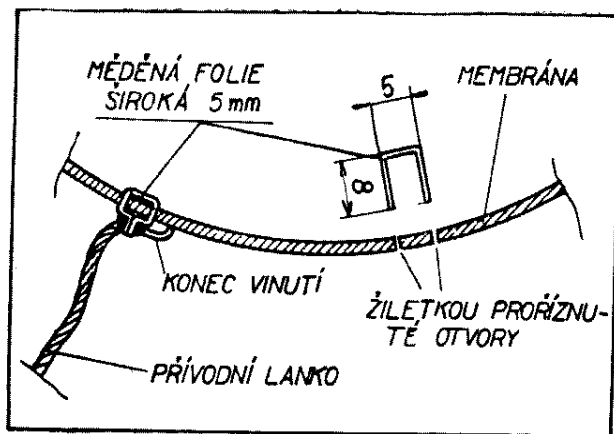 MĚDĚNÁ FOLIE
ŠIROKÁ 5 mm
5
MEMBRÁNA
8
KONEC VINUTÍ
ŽILETKOU PROŘÍZNU-
TÉ OTVORY
PŘÍVODNÍ LANKO